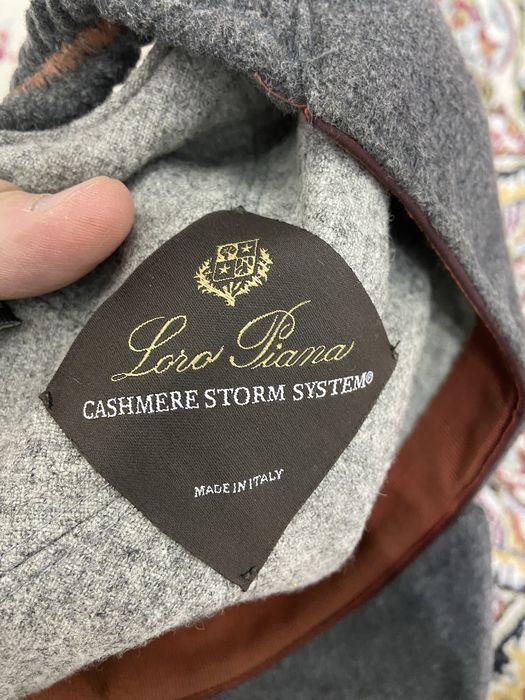 Loro Piana
CASHMERE STORM SYSTEM®
MADE IN ITALY